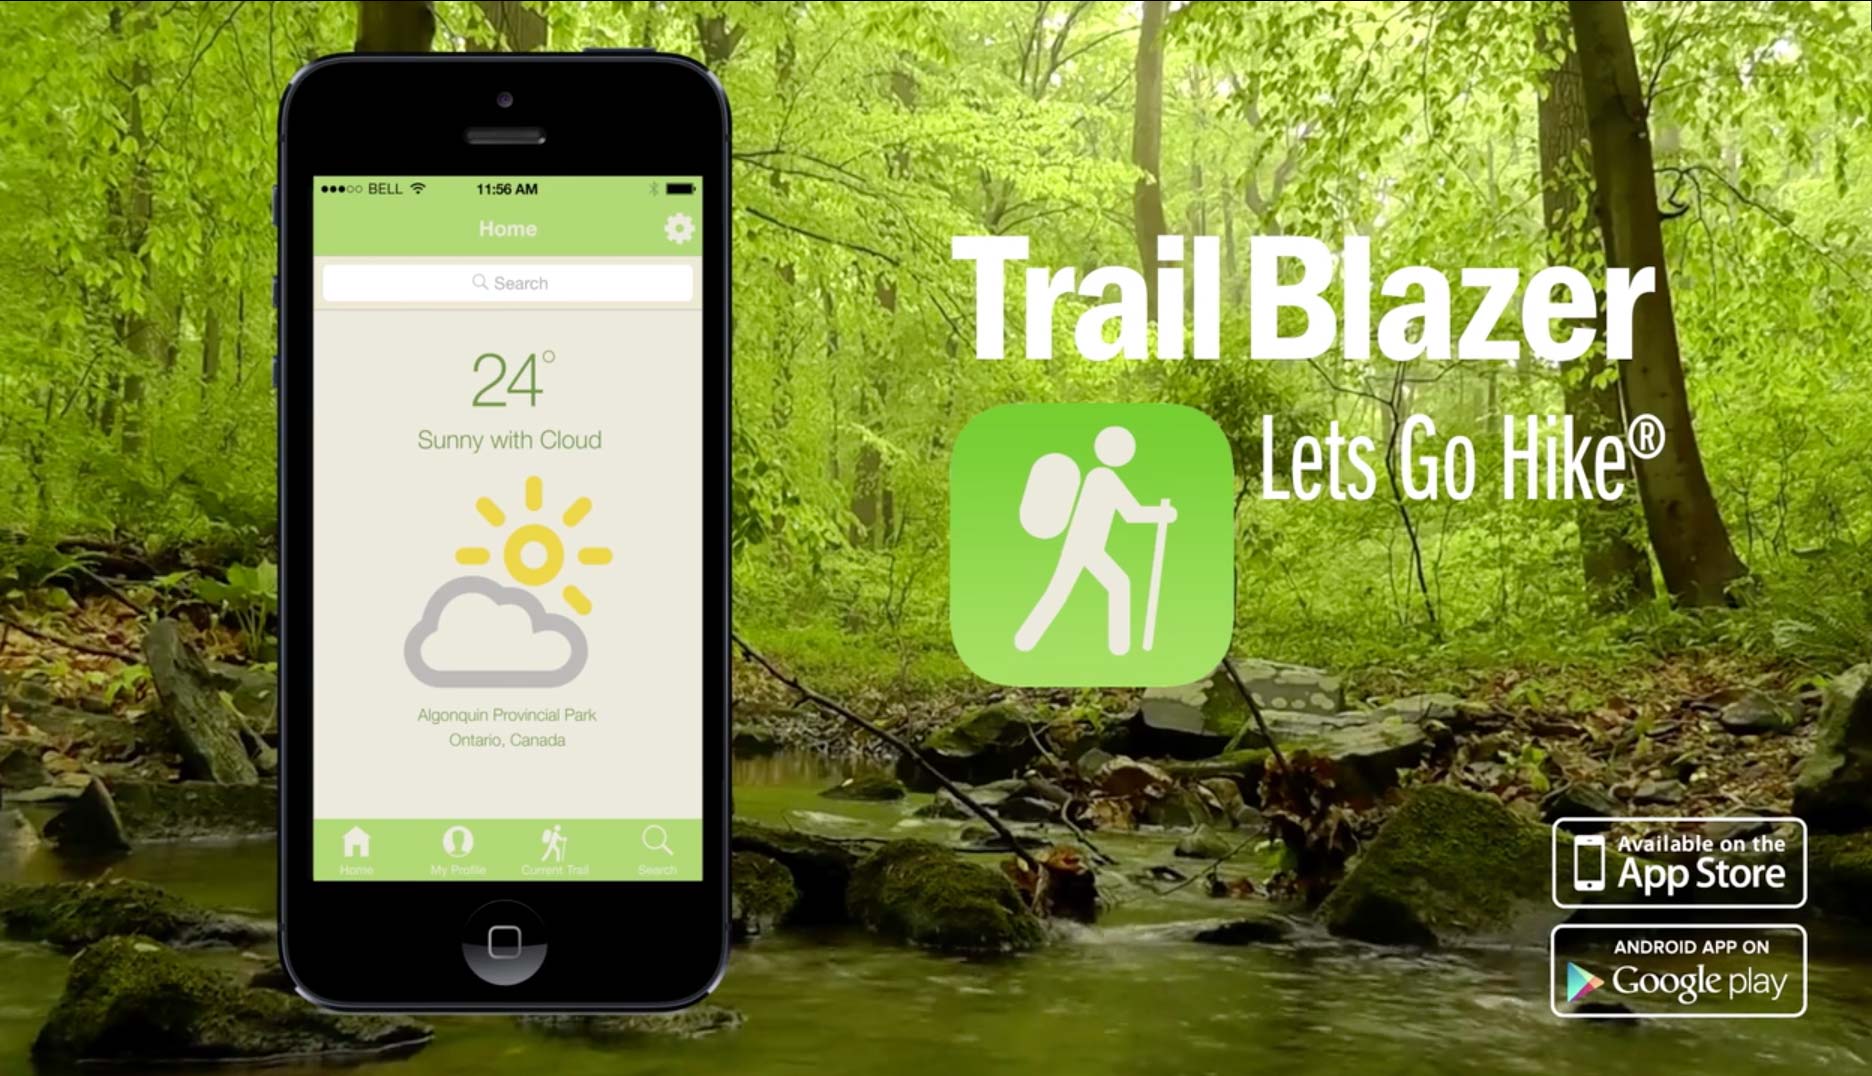 BELL
11:56 AM
Home
Search
24°
Sunny with Cloud
Algonquin Provincial Park
Ontario, Canada
Home
My Profile
Current Trail
Search
Trail Blazer
Lets Go Hike®
Available on the
App Store
ANDROID APP ON
Google play